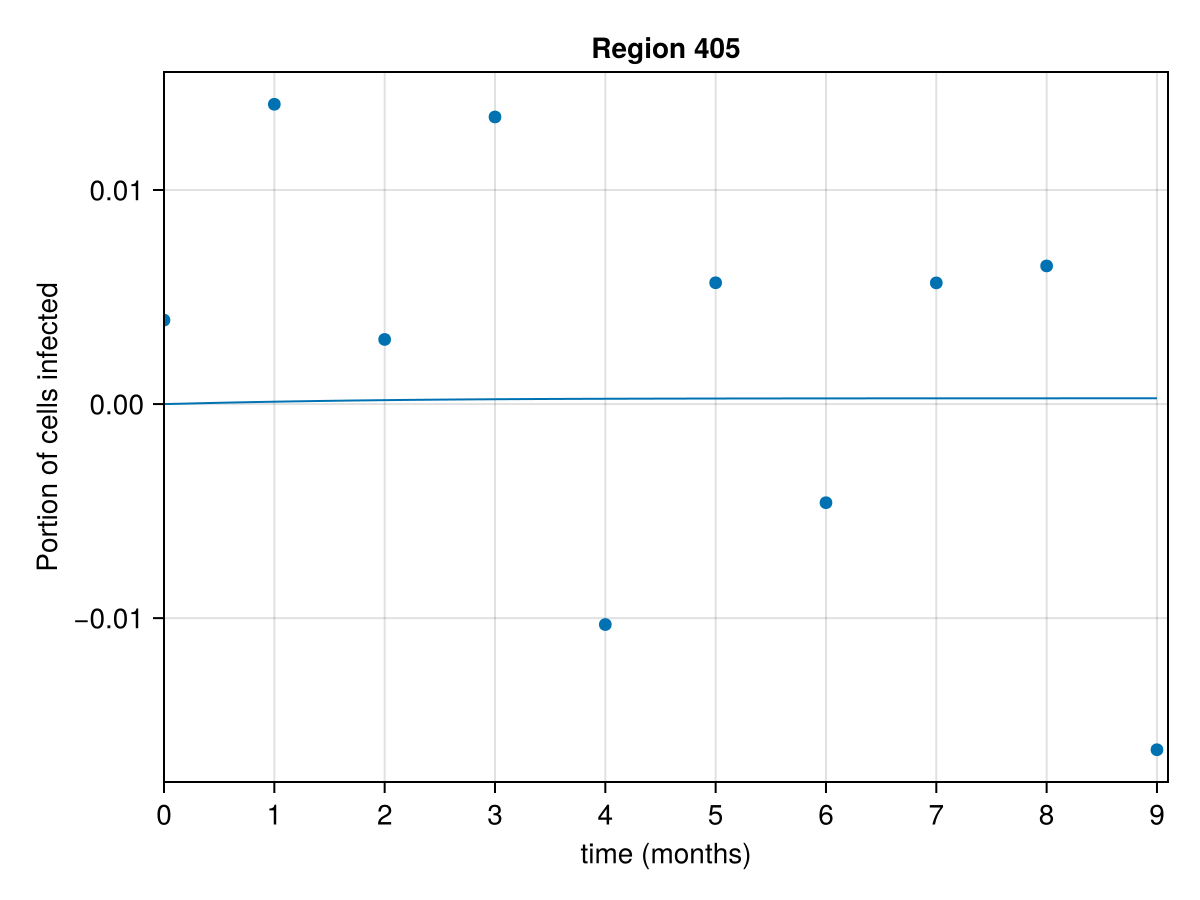 Region 405
Portion of cells infected
0.01
0.00
−0.01
0 1 2 3 4 5 6 7 8 9
time (months)